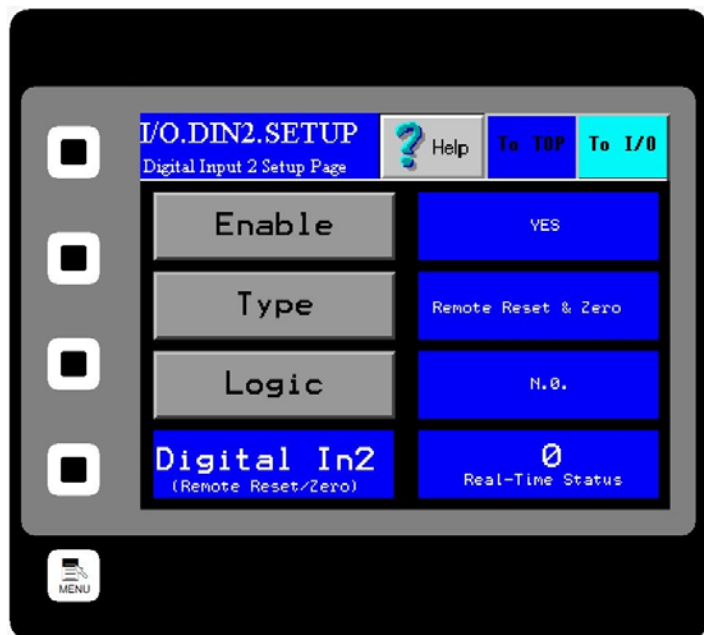 I/O.DIN2.SETUP
Digital Input 2 Setup Page
? Help
To TOP
To I/O
Enable
YES
Type
Remote Reset & Zero
Logic
N.O.
Digital In2
(Remote Reset/Zero)
0
Real-Time Status
MENU